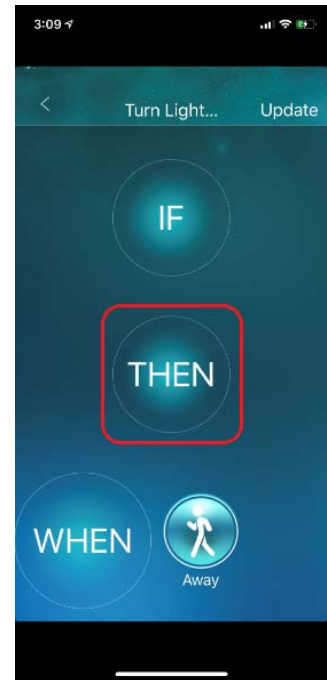 3:09
Turn Light... Update
IF
THEN
WHEN
Away